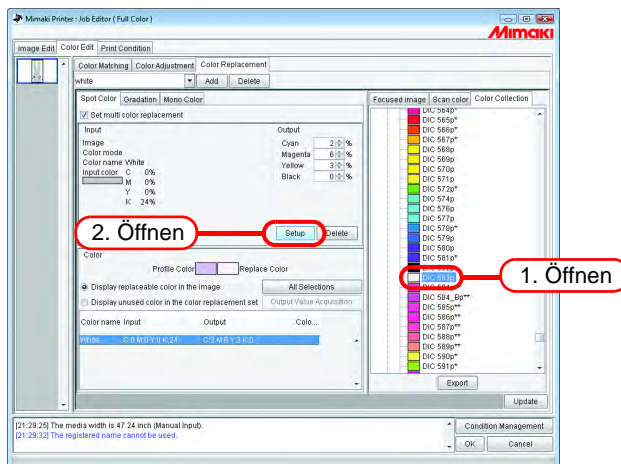 Mimaki Printer : Job Editor ( Full Color )
Mimaki
Image Edit Color Edit Print Condition
Color Matching Color Adjustment Color Replacement
white Add Delete
Spot Color Gradation Mono Color
Set multi color replacement
Input
Image
Color mode
Color name White
Input color C 0%
M 0%
Y 0%
K 24%
Output
Cyan 2 %
Magenta 6 %
Yellow 3 %
Black 0 %
2. Öffnen
Setup Delete
Color
Profile Color Replace Color
Display replaceable color in the image All Selections
Display unused color in the color replacement set Output Value Acquisition
Color name Input Output Colo...
White C:0 M:0 Y:0 K:24 C:2 M:6 Y:3 K:0
Focused image Scan color Color Collection
DIC 564p*
DIC 565p*
DIC 566p*
DIC 567p*
DIC 568p
DIC 569p
DIC 570p
DIC 571p
DIC 572p*
DIC 574p
DIC 576p
DIC 577p
DIC 578p*
DIC 579p
DIC 580p
DIC 581p*
DIC 583p
1. Öffnen
DIC 584_Bp**
DIC 585p**
DIC 586p**
DIC 587p**
DIC 588p**
DIC 589p**
DIC 590p*
DIC 591p*
Export
Update
[21:29:25] The media width is 47.24 inch (Manual Input).
[21:29:32] The registered name cannot be used.
Condition Management
OK Cancel